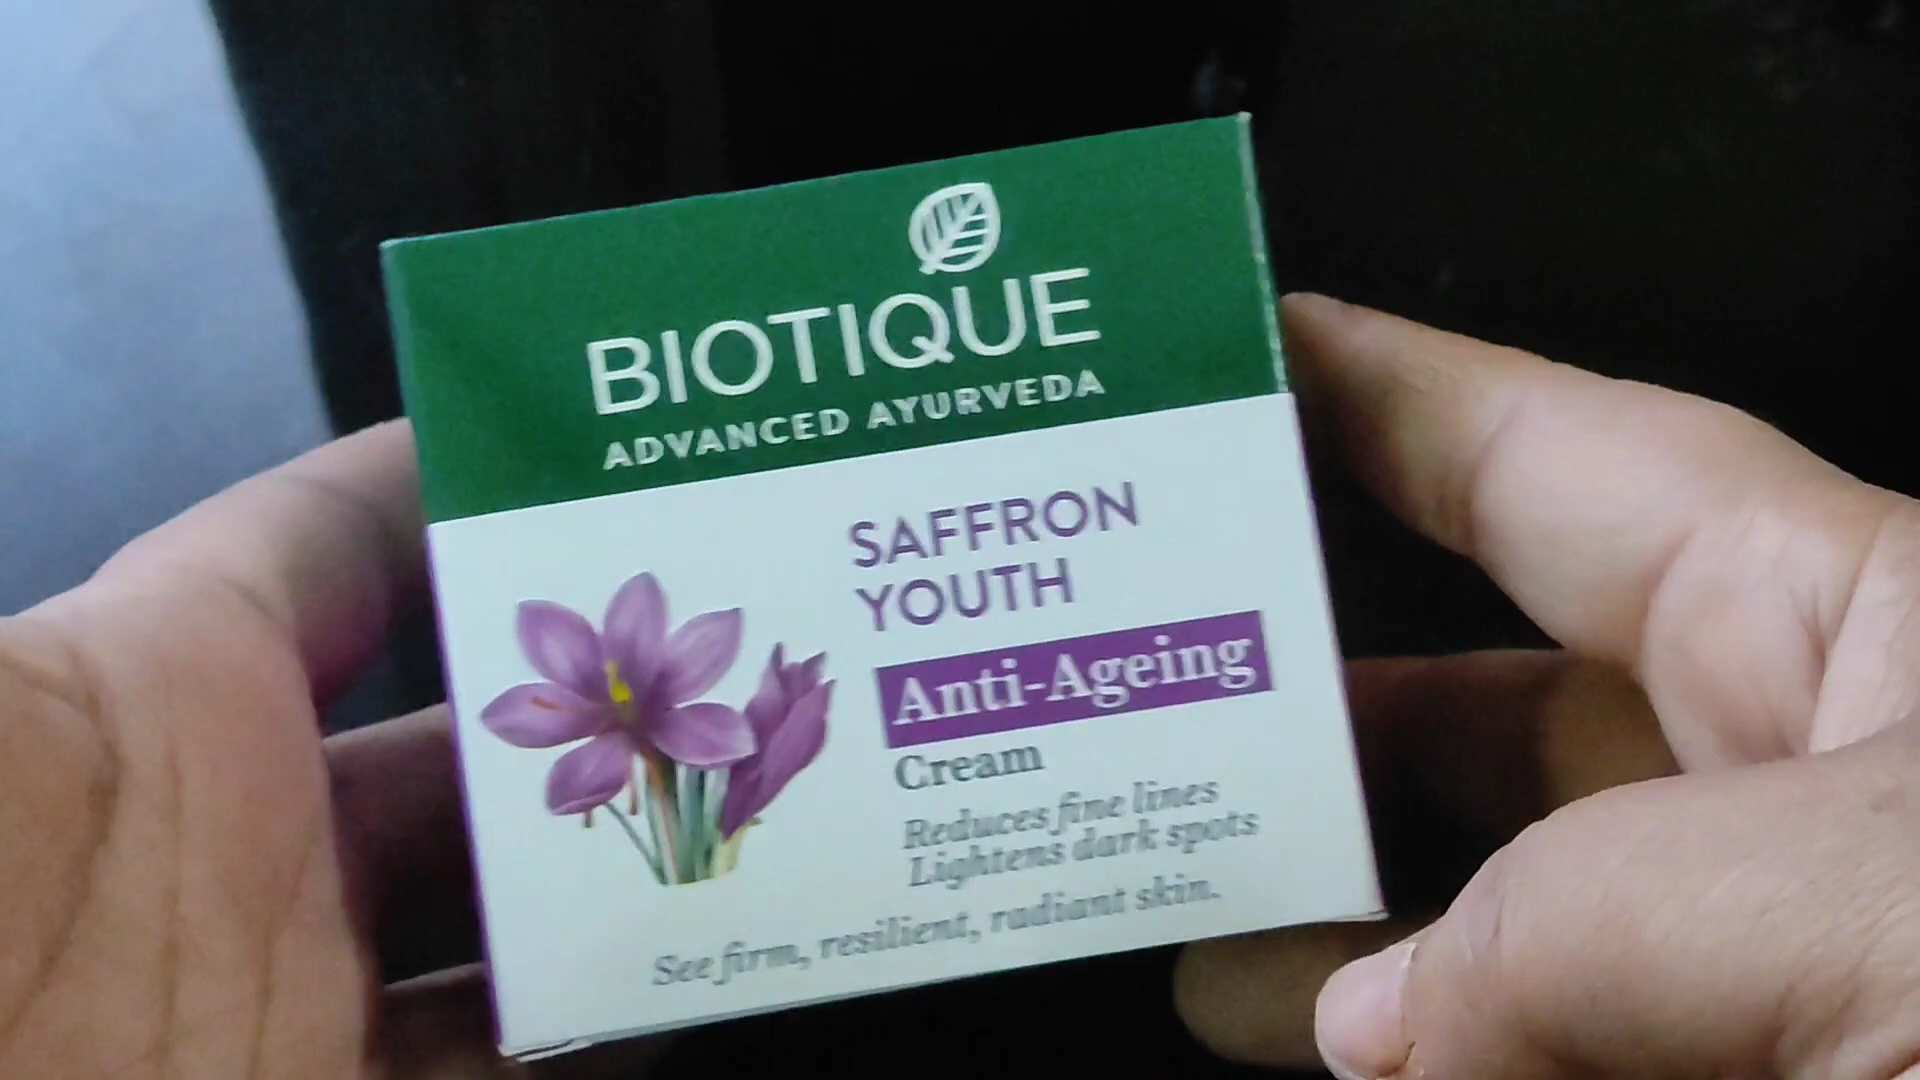 BIOTIQUE
ADVANCED AYURVEDA
SAFFRON
YOUTH
Anti-Ageing
Cream
Reduces fine lines
Lightens dark spots
See firm, resilient, radiant skin.